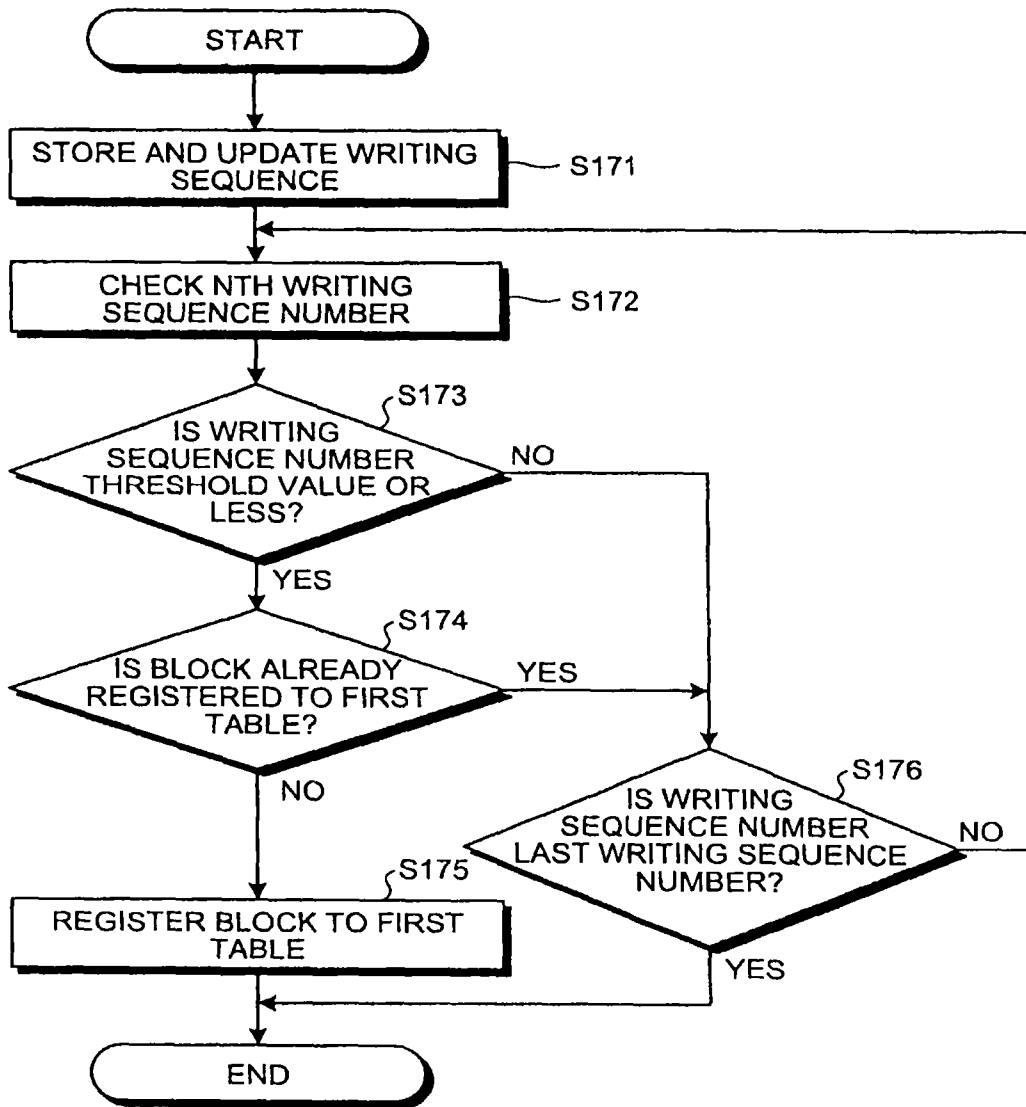 START
STORE AND UPDATE WRITING
SEQUENCE
S171
CHECK NTH WRITING
SEQUENCE NUMBER
S172
S173
IS WRITING
SEQUENCE NUMBER
THRESHOLD VALUE OR
LESS?
NO
YES
S174
IS BLOCK ALREADY
REGISTERED TO FIRST
TABLE?
YES
NO
S176
IS WRITING
SEQUENCE NUMBER
LAST WRITING SEQUENCE
NUMBER?
NO
YES
S175
REGISTER BLOCK TO FIRST
TABLE
END